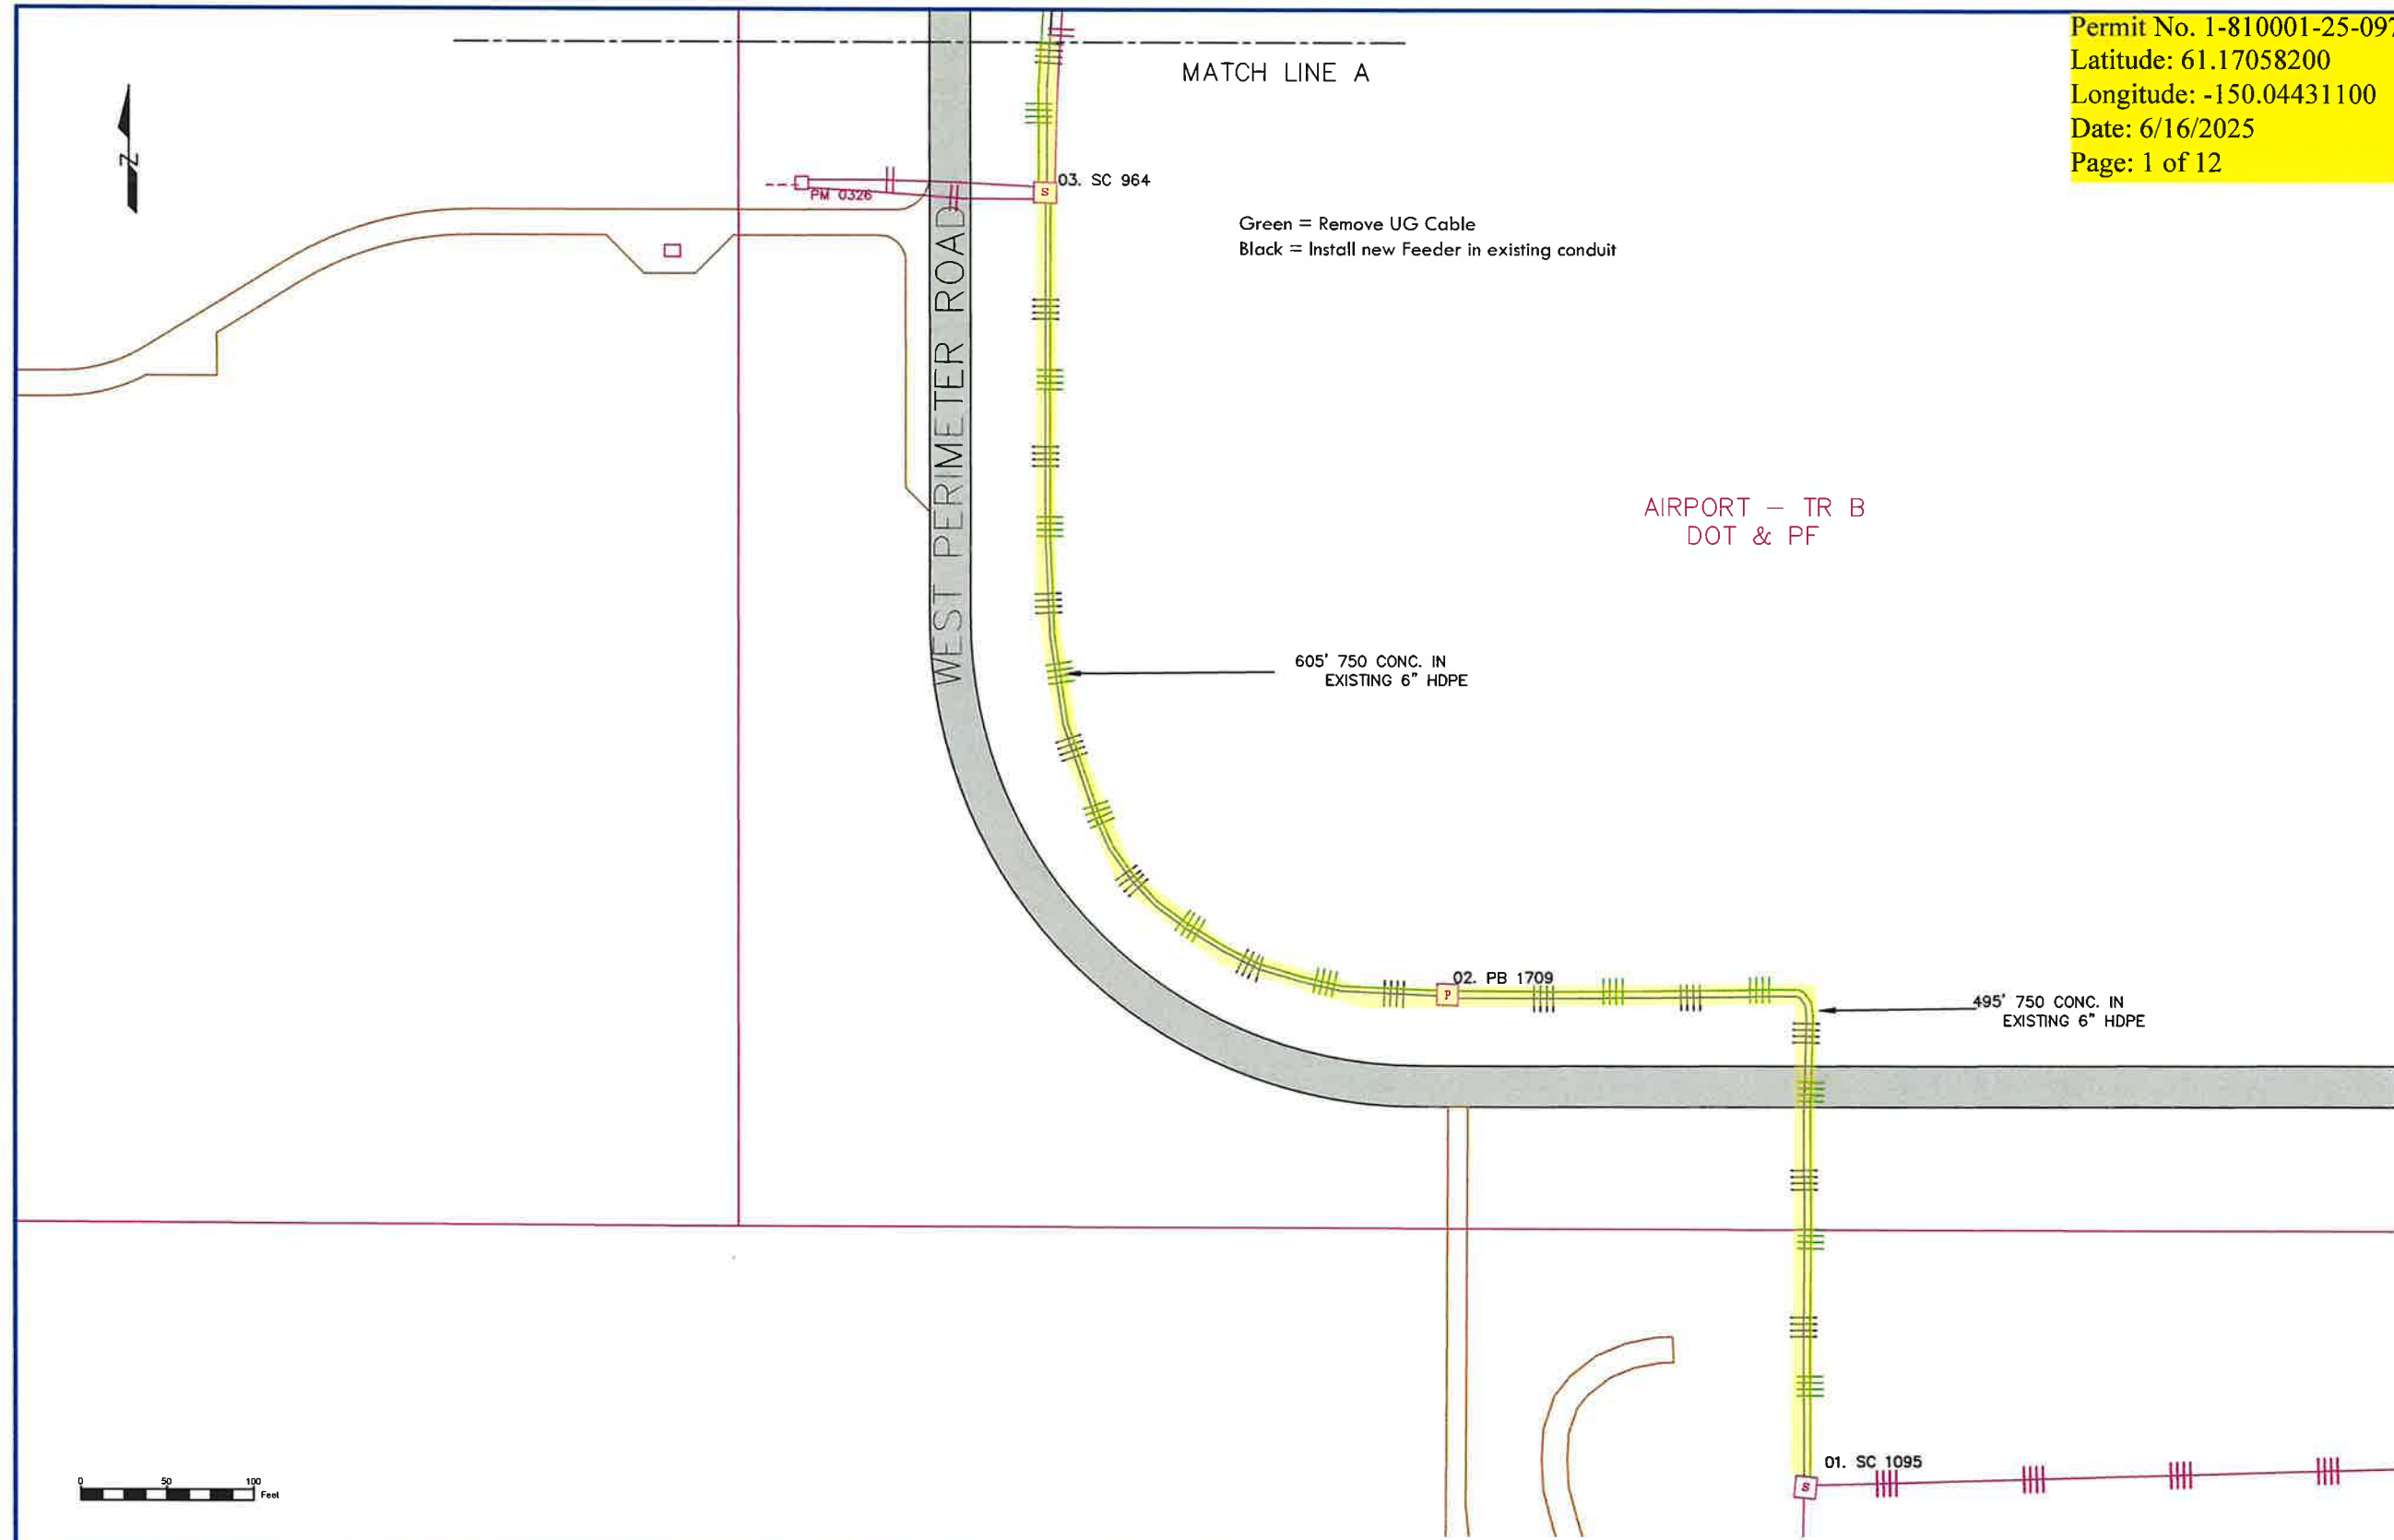 Permit No. 1-810001-25-097
Latitude: 61.17058200
Longitude: -150.04431100
Date: 6/16/2025
Page: 1 of 12
MATCH LINE A
N
03. SC 964
S
PM 0326
Green = Remove UG Cable
Black = Install new Feeder in existing conduit
WEST PERIMETER ROAD
AIRPORT – TR B
DOT & PF
605' 750 CONC. IN
EXISTING 6" HDPE
02. PB 1709
P
495' 750 CONC. IN
EXISTING 6" HDPE
01. SC 1095
S
0 50 100
Feet